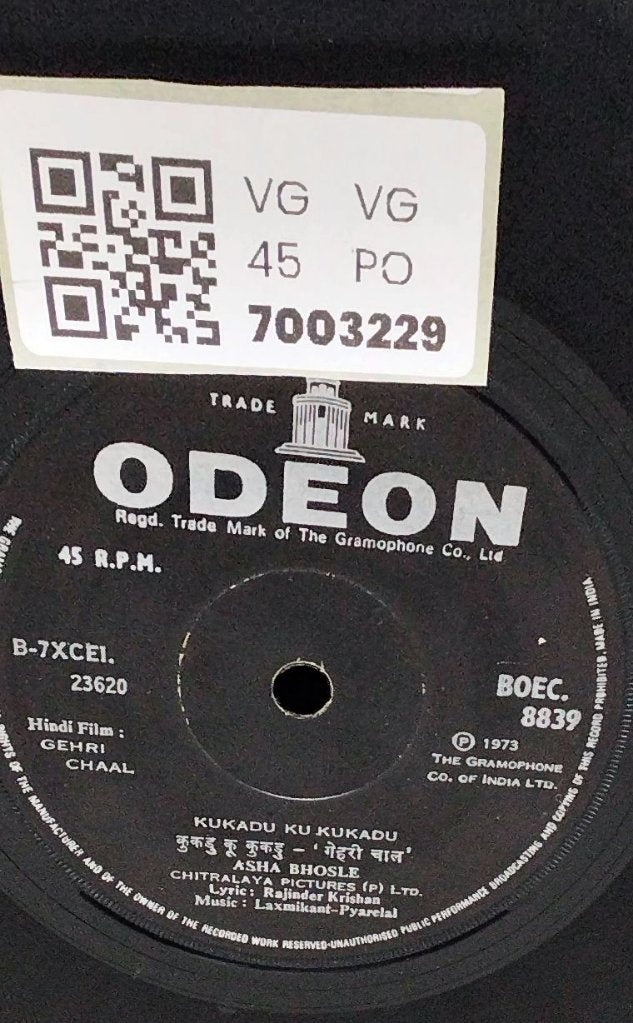 VG VG
45 PO
7003229
TRADE MARK
ODEON
Regd. Trade Mark of The Gramophone Co., Ltd
45 R.P.M.
B-7XCEI.
23620
BOEC.
8839
Hindi Film :
GEHRI
CHAAL
℗ 1973
THE GRAMOPHONE
CO. OF INDIA LTD.
KUKADU KU KUKADU
कुकडु कू कुकडु – 'गेहरी चाल'
ASHA BHOSLE
CHITRALAYA PICTURES (P) LTD.
Lyric : Rajinder Krishan
Music : Laxmikant-Pyarelal
OF THE MANUFACTURER AND OF THE OWNER OF THE RECORDED WORK RESERVED-UNAUTHORISED PUBLIC PERFORMANCE BROADCASTING AND COPYING OF THIS RECORD PROHIBITED. MADE IN INDIA